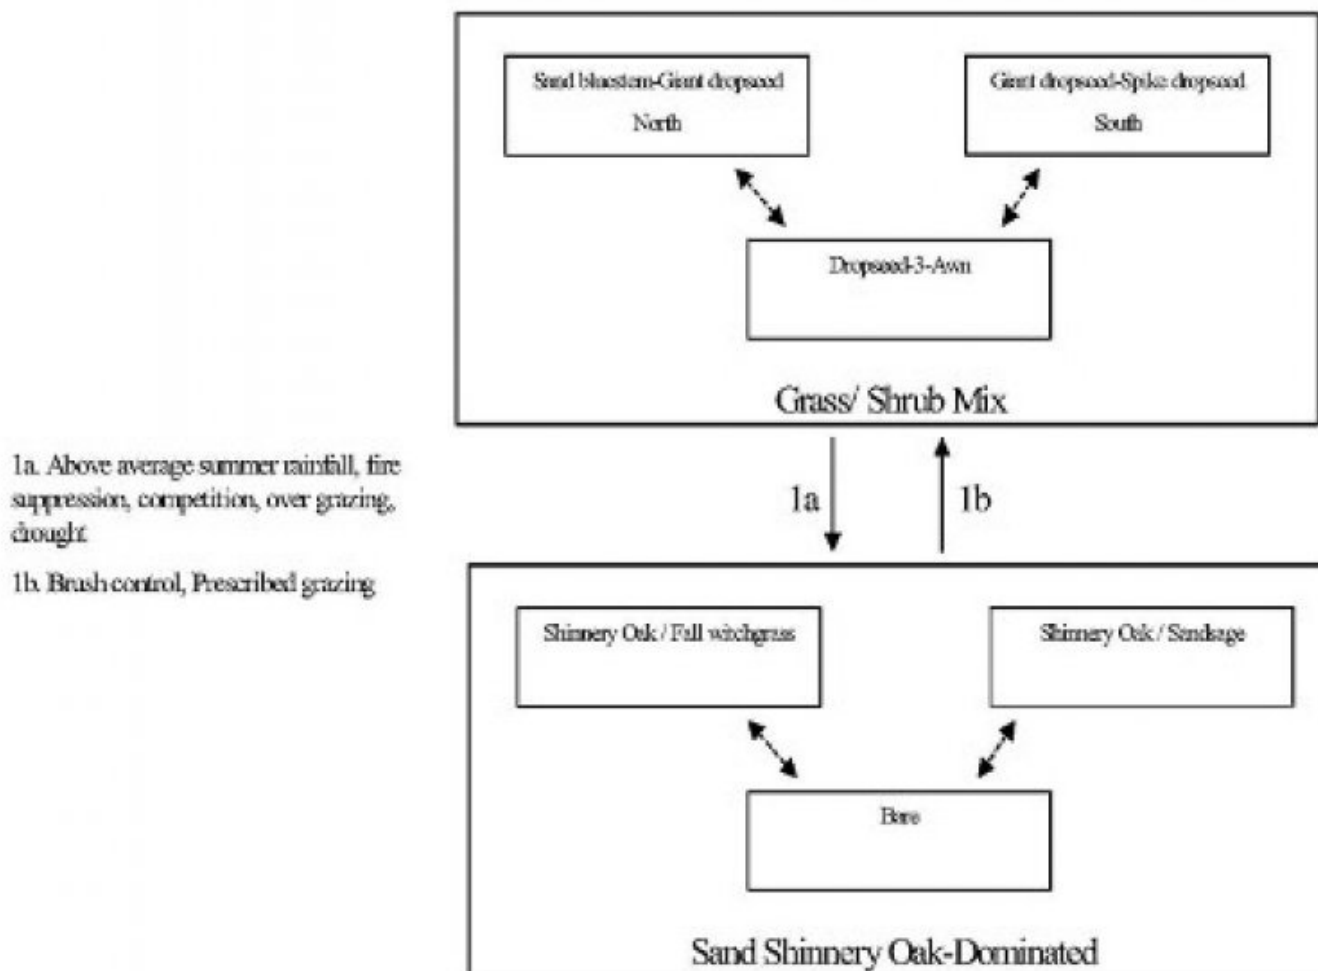 Sand bluestem-Giant dropseed
North
Giant dropseed-Spike dropseed
South
Dropseed-3-Awn
Grass/ Shrub Mix
1a. Above average summer rainfall, fire
suppression, competition, over grazing,
drought
1b. Brush control, Prescribed grazing
1a
1b
Shinnery Oak / Fall witchgrass
Shinnery Oak / Sandsage
Bare
Sand Shinnery Oak-Dominated